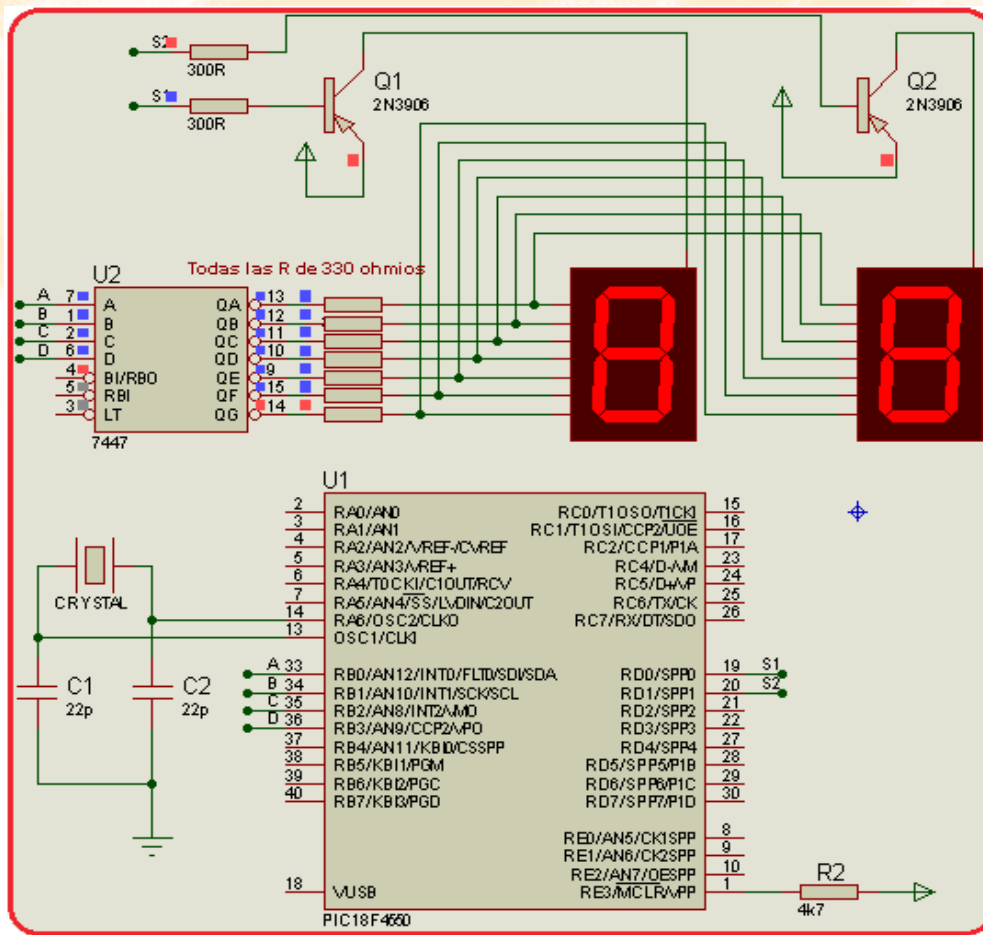 S2
300R
S1
300R
Q1
2N3906
Q2
2N3906
Todas las R de 330 ohmios
U2
A 7 A QA 13
B 1 B QB 12
C 2 C QC 11
D 6 D QD 10
4 BI/RBO QE 9
5 RBI QF 15
3 LT QG 14
7447
U1
2 RA0/AN0
3 RA1/AN1
4 RA2/AN2/VREF-/CVREF
5 RA3/AN3/VREF+
6 RA4/T0CKI/C1OUT/RCV
7 RA5/AN4/SS/LVDIN/C2OUT
14 RA6/OSC2/CLKO
13 OSC1/CLKI
A 33 RB0/AN12/INT0/FLT0/SDI/SDA
B 34 RB1/AN10/INT1/SCK/SCL
C 35 RB2/AN8/INT2/VMO
D 36 RB3/AN9/CCP2/VPO
37 RB4/AN11/KBI0/CSSPP
38 RB5/KBI1/PGM
39 RB6/KBI2/PGC
40 RB7/KBI3/PGD
18 VUSB
RC0/T1OSO/T1CKI 15
RC1/T1OSI/CCP2/UOE 16
RC2/CCP1/P1A 17
RC4/D-/VM 23
RC5/D+/VP 24
RC6/TX/CK 25
RC7/RX/DT/SDO 26
RD0/SPP0 19 S1
RD1/SPP1 20 S2
RD2/SPP2 21
RD3/SPP3 22
RD4/SPP4 27
RD5/SPP5/P1B 28
RD6/SPP6/P1C 29
RD7/SPP7/P1D 30
RE0/AN5/CK1SPP 8
RE1/AN6/CK2SPP 9
RE2/AN7/OESPP 10
RE3/MCLR/VPP 1
PIC18F4550
CRYSTAL
C1
22p
C2
22p
R2
4k7
8
8